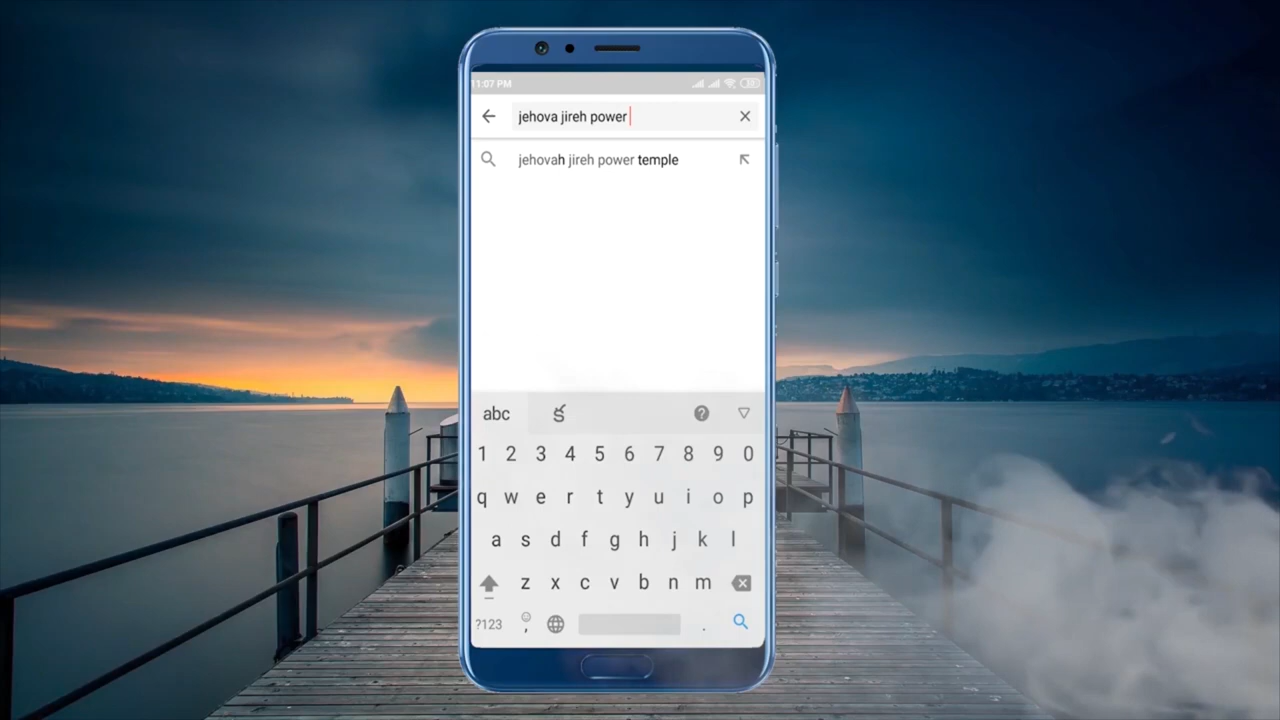 11:07 PM
jehova jireh power
jehovah jireh power temple
abc క
1 2 3 4 5 6 7 8 9 0
q w e r t y u i o p
a s d f g h j k l
z x c v b n m
?123 , .